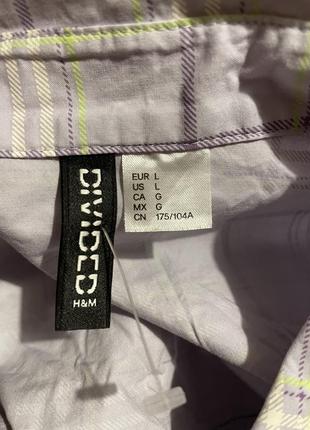 DIVIDED
H&M
EUR L
US L
CA G
MX G
CN 175/104A